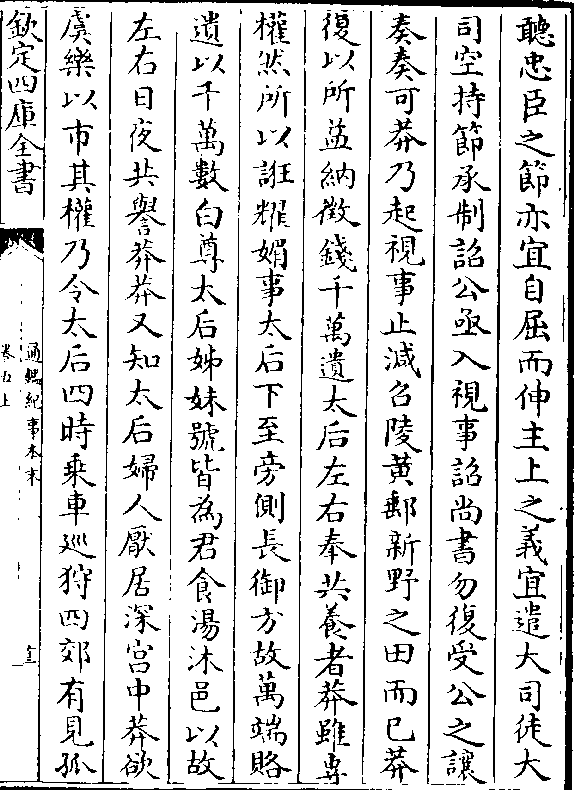 聽忠臣之節亦宜自屈而伸主上之義宜遣大司徒大
司空持節承制詔公亟入視事詔尚書勿復受公之讓
奏奏可莽乃起視事止減召陵黄郵新野之田而已莽
復以所益納徵錢千萬遺太后左右奉共養者莽雖專
權然所以誑燿媚事太后下至旁側長御方故萬端賂
遺以千萬數白尊太后姊妹號皆為君食湯沐邑以故
左右日夜共譽莽莽又知太后婦人厭居深宫中莽欲
虞樂以市其權乃令太后四時乗車巡狩四郊有見孤
欽定四庫全書
通鑑紀事本末
卷五上